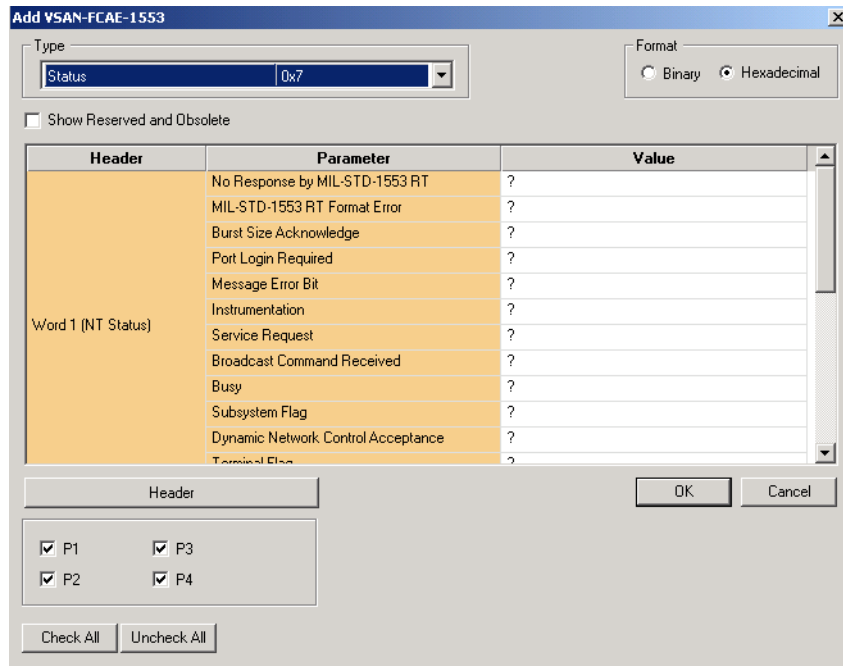 Add VSAN-FCAE-1553
Type
Format
Status 0x7
Binary Hexadecimal
Show Reserved and Obsolete
Header Parameter Value
No Response by MIL-STD-1553 RT ?
MIL-STD-1553 RT Format Error ?
Burst Size Acknowledge ?
Port Login Required ?
Message Error Bit ?
Instrumentation ?
Word 1 (NT Status)
Service Request ?
Broadcast Command Received ?
Busy ?
Subsystem Flag ?
Dynamic Network Control Acceptance ?
Terminal Flag ?
Header OK Cancel
P1 P3
P2 P4
Check All Uncheck All